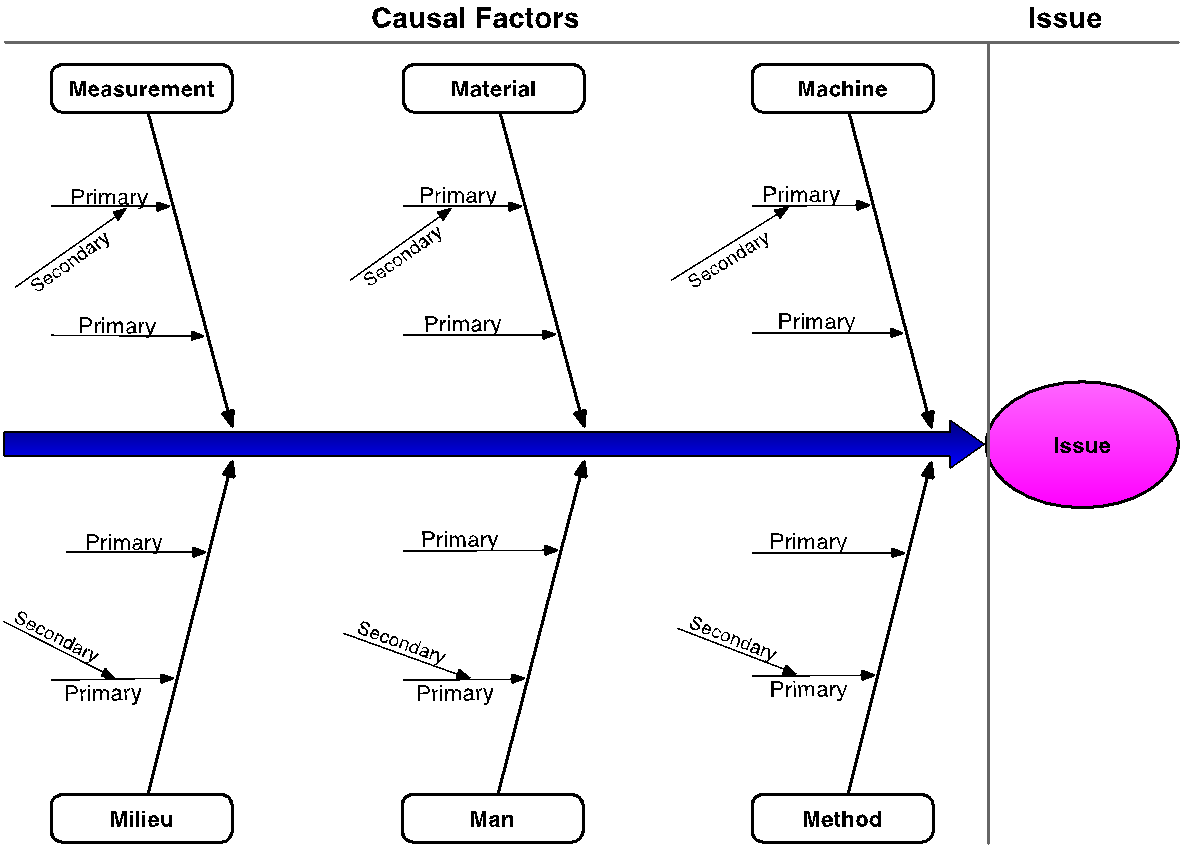 Causal Factors
Issue
Measurement
Material
Machine
Primary
Primary
Primary
Secondary
Secondary
Secondary
Primary
Primary
Primary
Issue
Primary
Primary
Primary
Secondary
Secondary
Secondary
Primary
Primary
Primary
Milieu
Man
Method